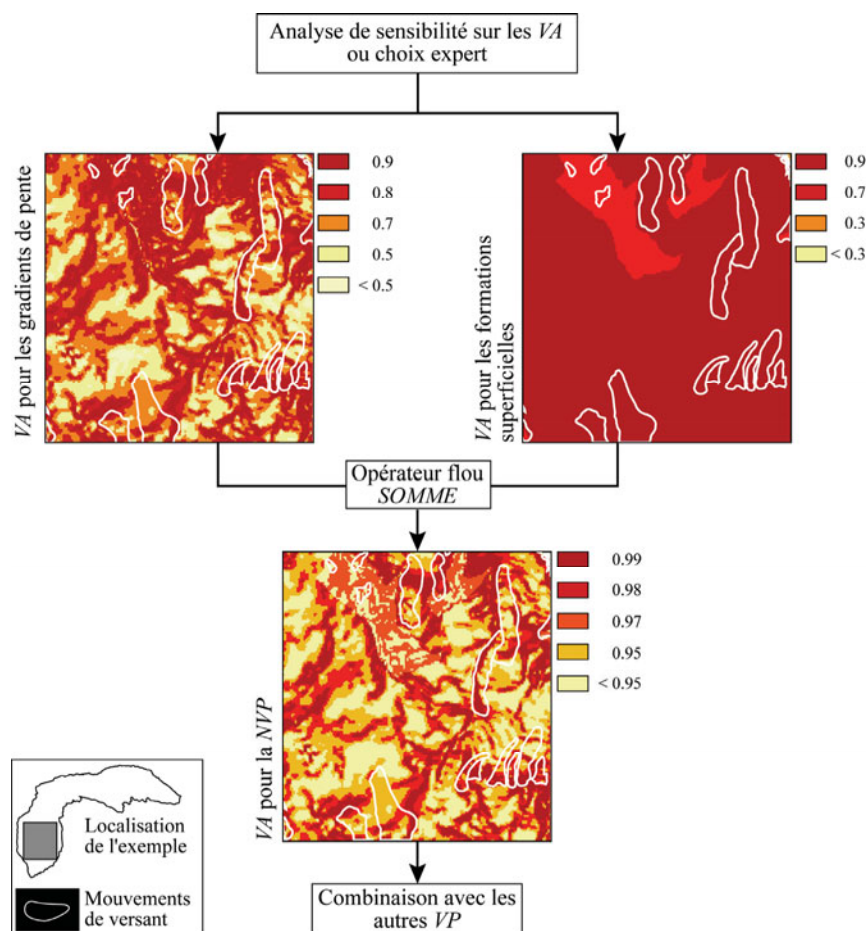 Analyse de sensibilité sur les VA
ou choix expert
VA pour les gradients de pente
0.9
0.8
0.7
0.5
< 0.5
VA pour les formations
superficielles
0.9
0.7
0.3
< 0.3
Opérateur flou
SOMME
VA pour la NVP
0.99
0.98
0.97
0.95
< 0.95
Localisation
de l'exemple
Mouvements
de versant
Combinaison avec les
autres VP